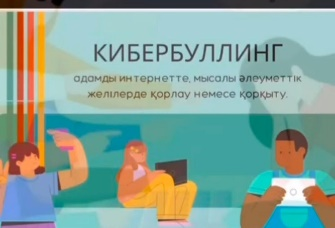 КИБЕРБУЛЛИНГ
адамды интернетте, мысалы әлеуметтік
желілерде қорлау немесе қорқыту.